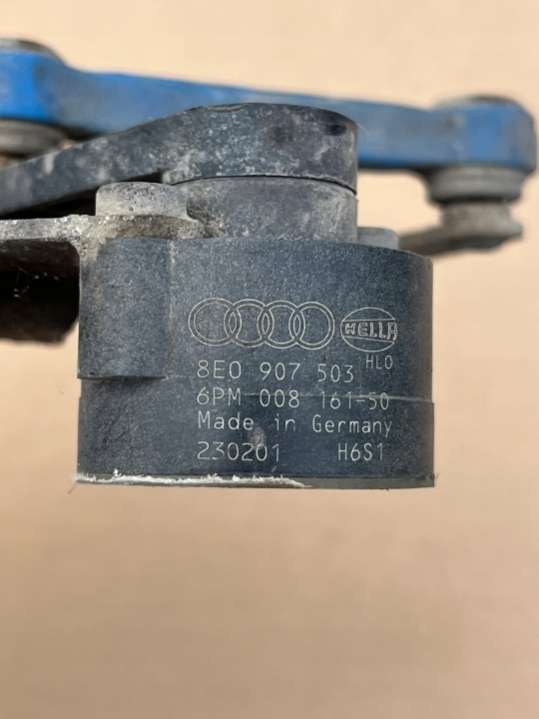 HELLA
HLO
8E0 907 503
6PM 008 161-50
Made in Germany
230201 H6S1